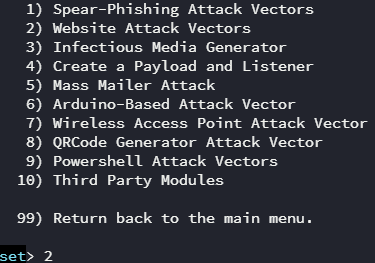 1) Spear-Phishing Attack Vectors
2) Website Attack Vectors
3) Infectious Media Generator
4) Create a Payload and Listener
5) Mass Mailer Attack
6) Arduino-Based Attack Vector
7) Wireless Access Point Attack Vector
8) QRCode Generator Attack Vector
9) Powershell Attack Vectors
10) Third Party Modules
99) Return back to the main menu.
set> 2